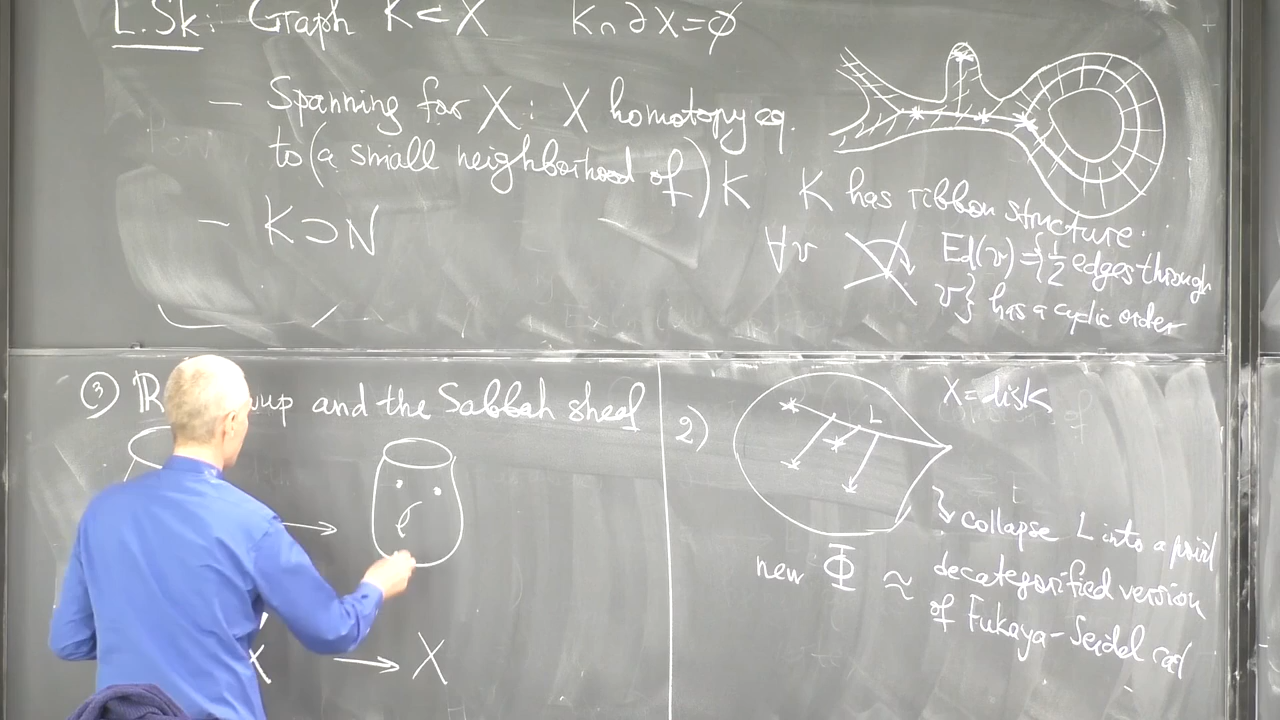 L.Sk: Graph K ⊂ X K ∩ ∂X = ∅
— Spanning for X : X homotopy eq.
to (a small neighborhood of) K
— K ⊃ N
K has ribbon structure.
∀v Ed(v) = {½ edges through
v} has a cyclic order
③ and the Sabbah sheaf
→
→ X
2) L X = disk
collapse L into a point
new Φ ≈ decategorified version
of Fukaya-Seidel cat